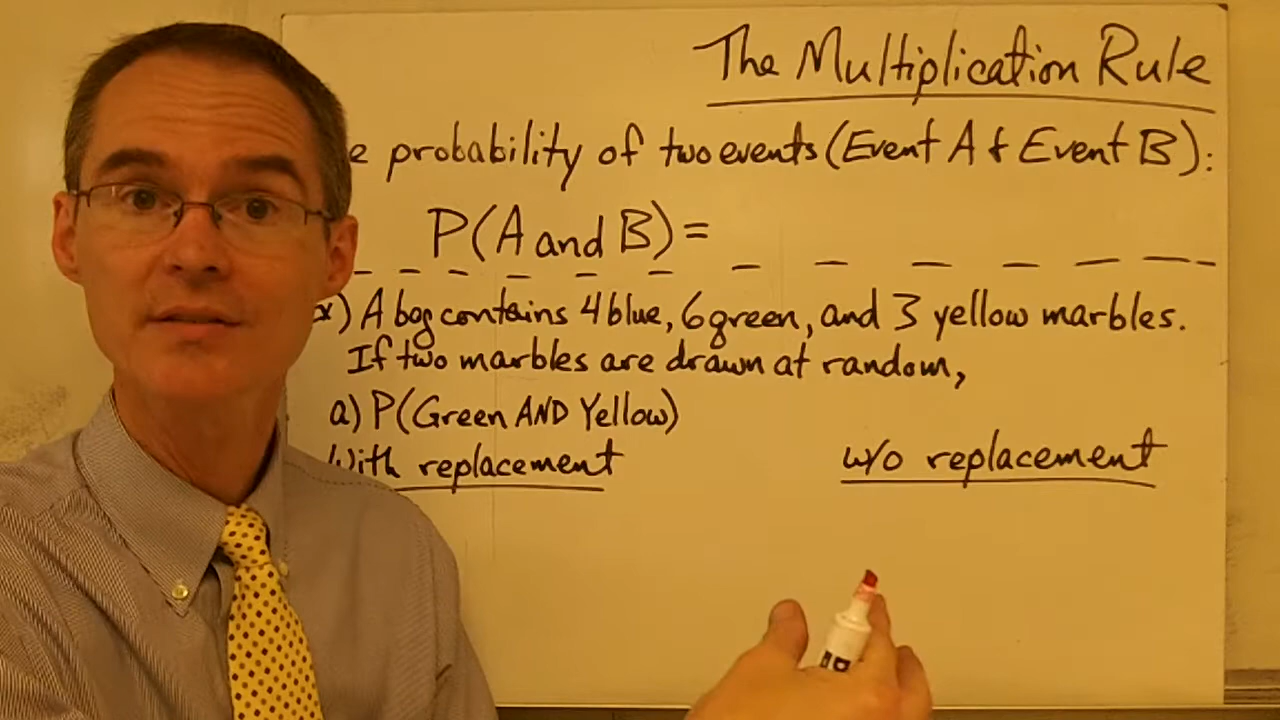 The Multiplication Rule
probability of two events (Event A & Event B):
P(A and B) =
A bag contains 4 blue, 6 green, and 3 yellow marbles.
If two marbles are drawn at random,
a) P(Green AND Yellow)
With replacement
w/o replacement